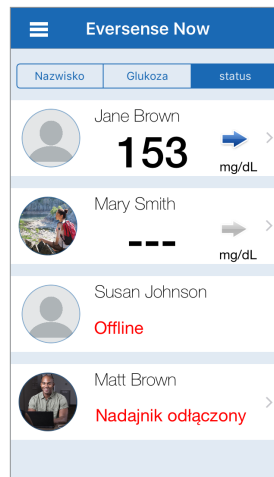 Eversense Now
Nazwisko Glukoza status
Jane Brown
153
mg/dL
Mary Smith
---
mg/dL
Susan Johnson
Offline
Matt Brown
Nadajnik odłączony